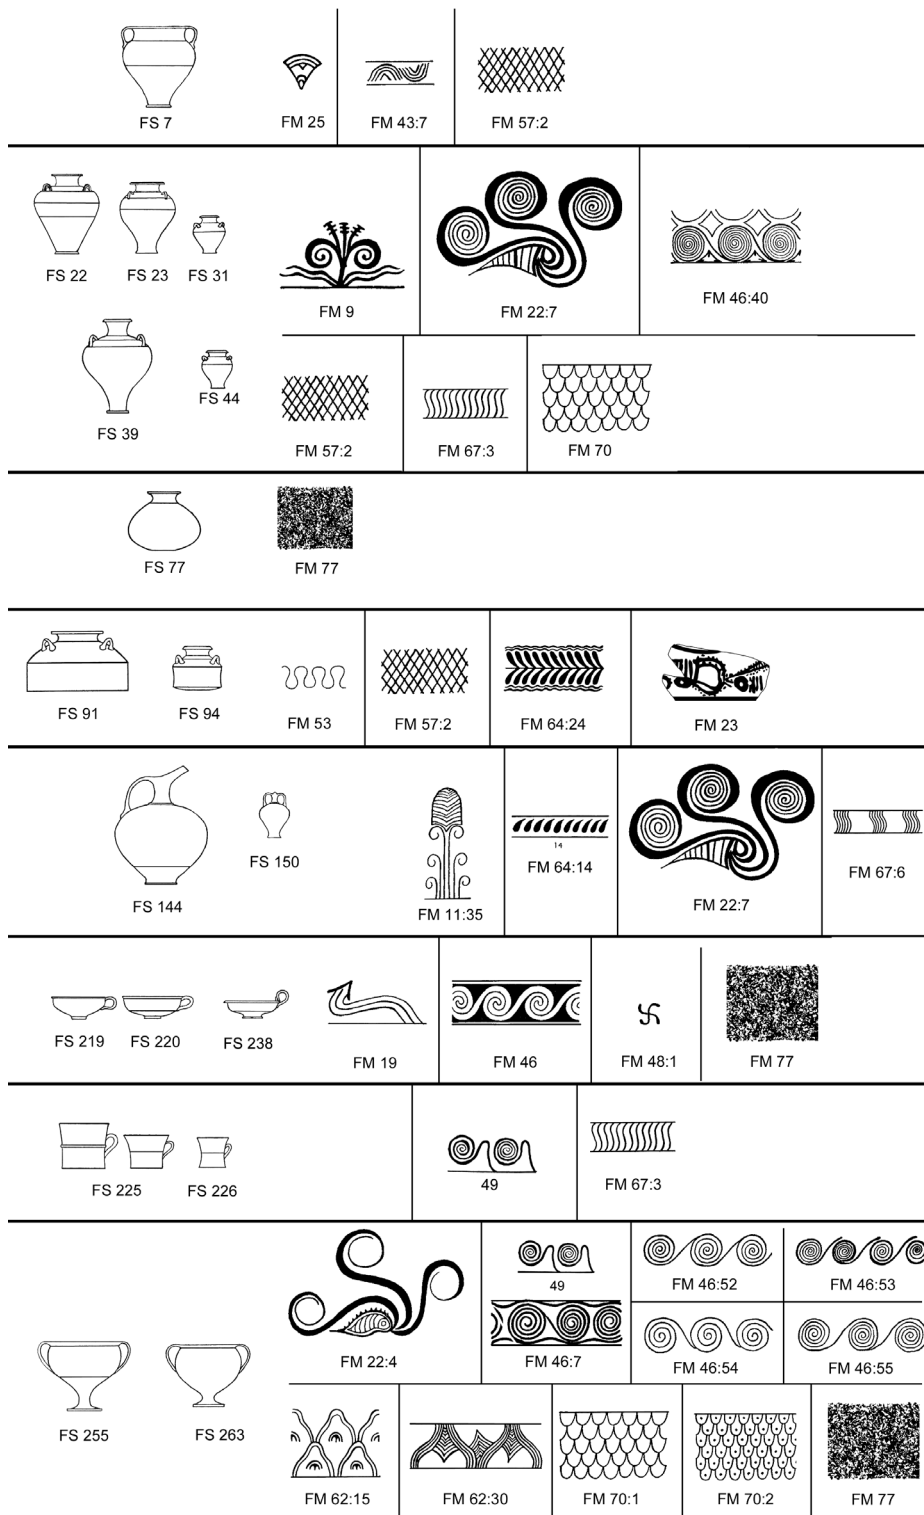 FS 7
FM 25
FM 43:7
FM 57:2
FS 22
FS 23
FS 31
FM 9
FM 22:7
FM 46:40
FS 39
FS 44
FM 57:2
FM 67:3
FM 70
FS 77
FM 77
FS 91
FS 94
FM 53
FM 57:2
FM 64:24
FM 23
FS 144
FS 150
FM 11:35
14
FM 64:14
FM 22:7
FM 67:6
FS 219
FS 220
FS 238
FM 19
FM 46
FM 48:1
FM 77
FS 225
FS 226
49
FM 67:3
FS 255
FS 263
FM 22:4
49
FM 46:7
FM 46:52
FM 46:53
FM 46:54
FM 46:55
FM 62:15
FM 62:30
FM 70:1
FM 70:2
FM 77